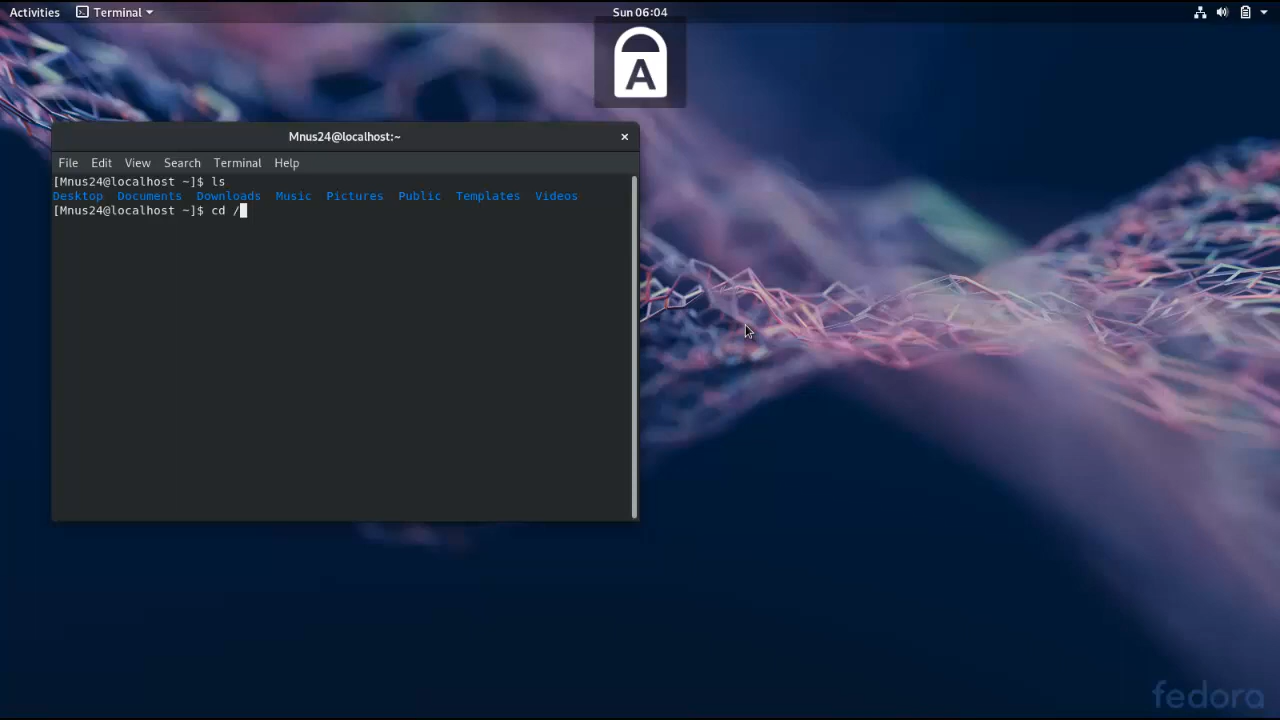 Activities Terminal Sun 06:04
A
Mnus24@localhost:~
File Edit View Search Terminal Help
[Mnus24@localhost ~]$ ls
Desktop Documents Downloads Music Pictures Public Templates Videos
[Mnus24@localhost ~]$ cd /
fedora